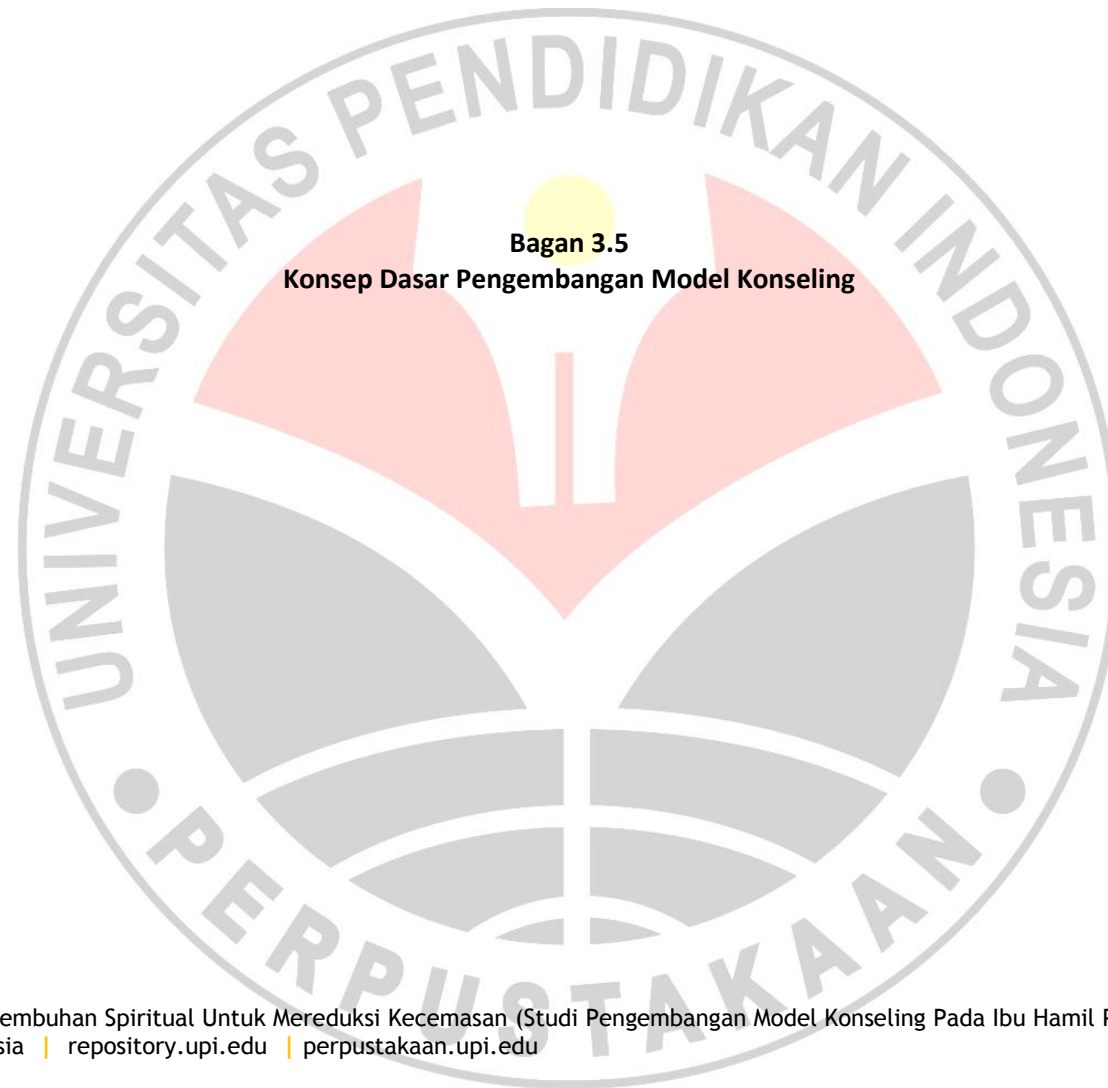 UNIVERSITAS PENDIDIKAN INDONESIA
Bagan 3.5
Konsep Dasar Pengembangan Model Konseling
PERPUSTAKAAN
embuhan Spiritual Untuk Mereduksi Kecemasan (Studi Pengembangan Model Konseling Pada Ibu Hamil P
sia | repository.upi.edu | perpustakaan.upi.edu